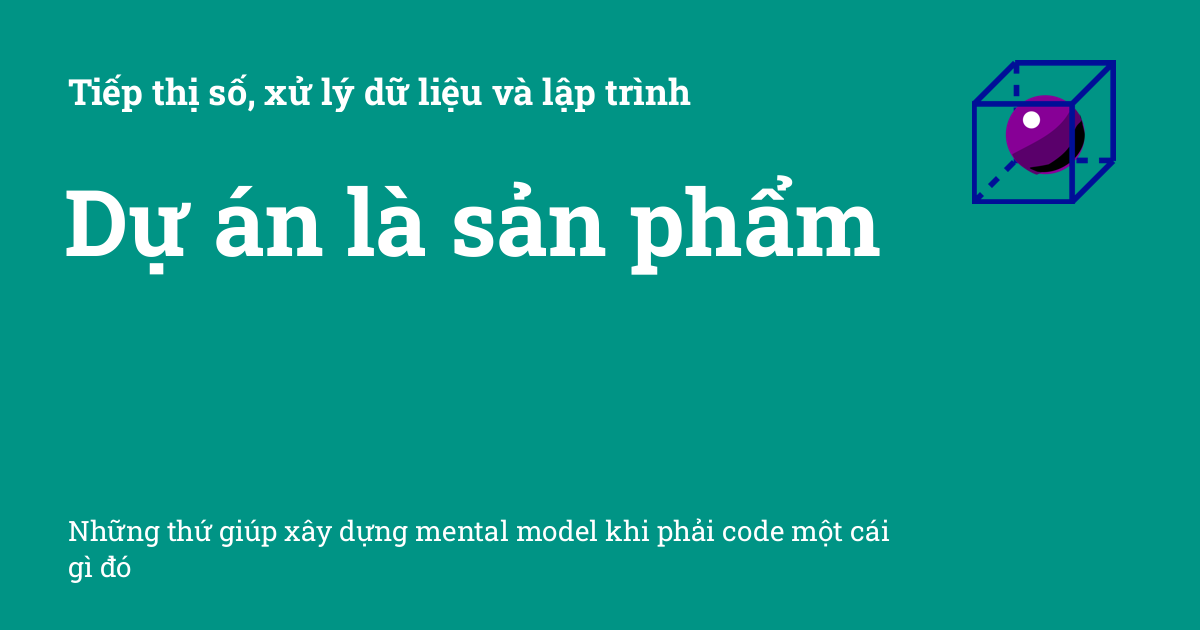 Tiếp thị số, xử lý dữ liệu và lập trình
Dự án là sản phẩm
Những thứ giúp xây dựng mental model khi phải code một cái
gì đó